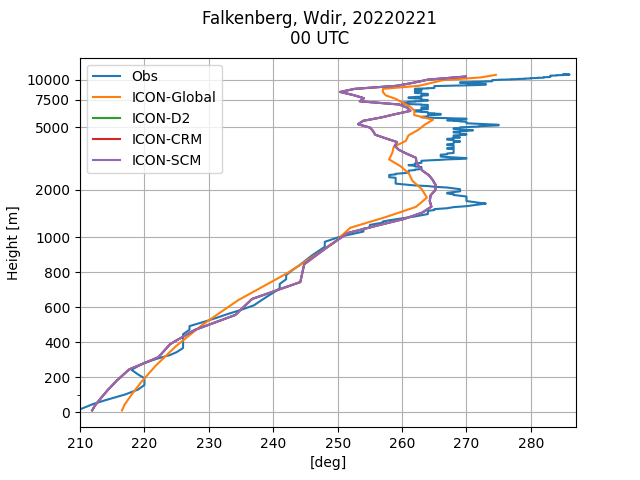 Falkenberg, Wdir, 20220221
00 UTC
Obs
ICON-Global
ICON-D2
ICON-CRM
ICON-SCM
Height [m]
10000
7500
5000
2000
1000
800
600
400
200
0
210 220 230 240 250 260 270 280
[deg]